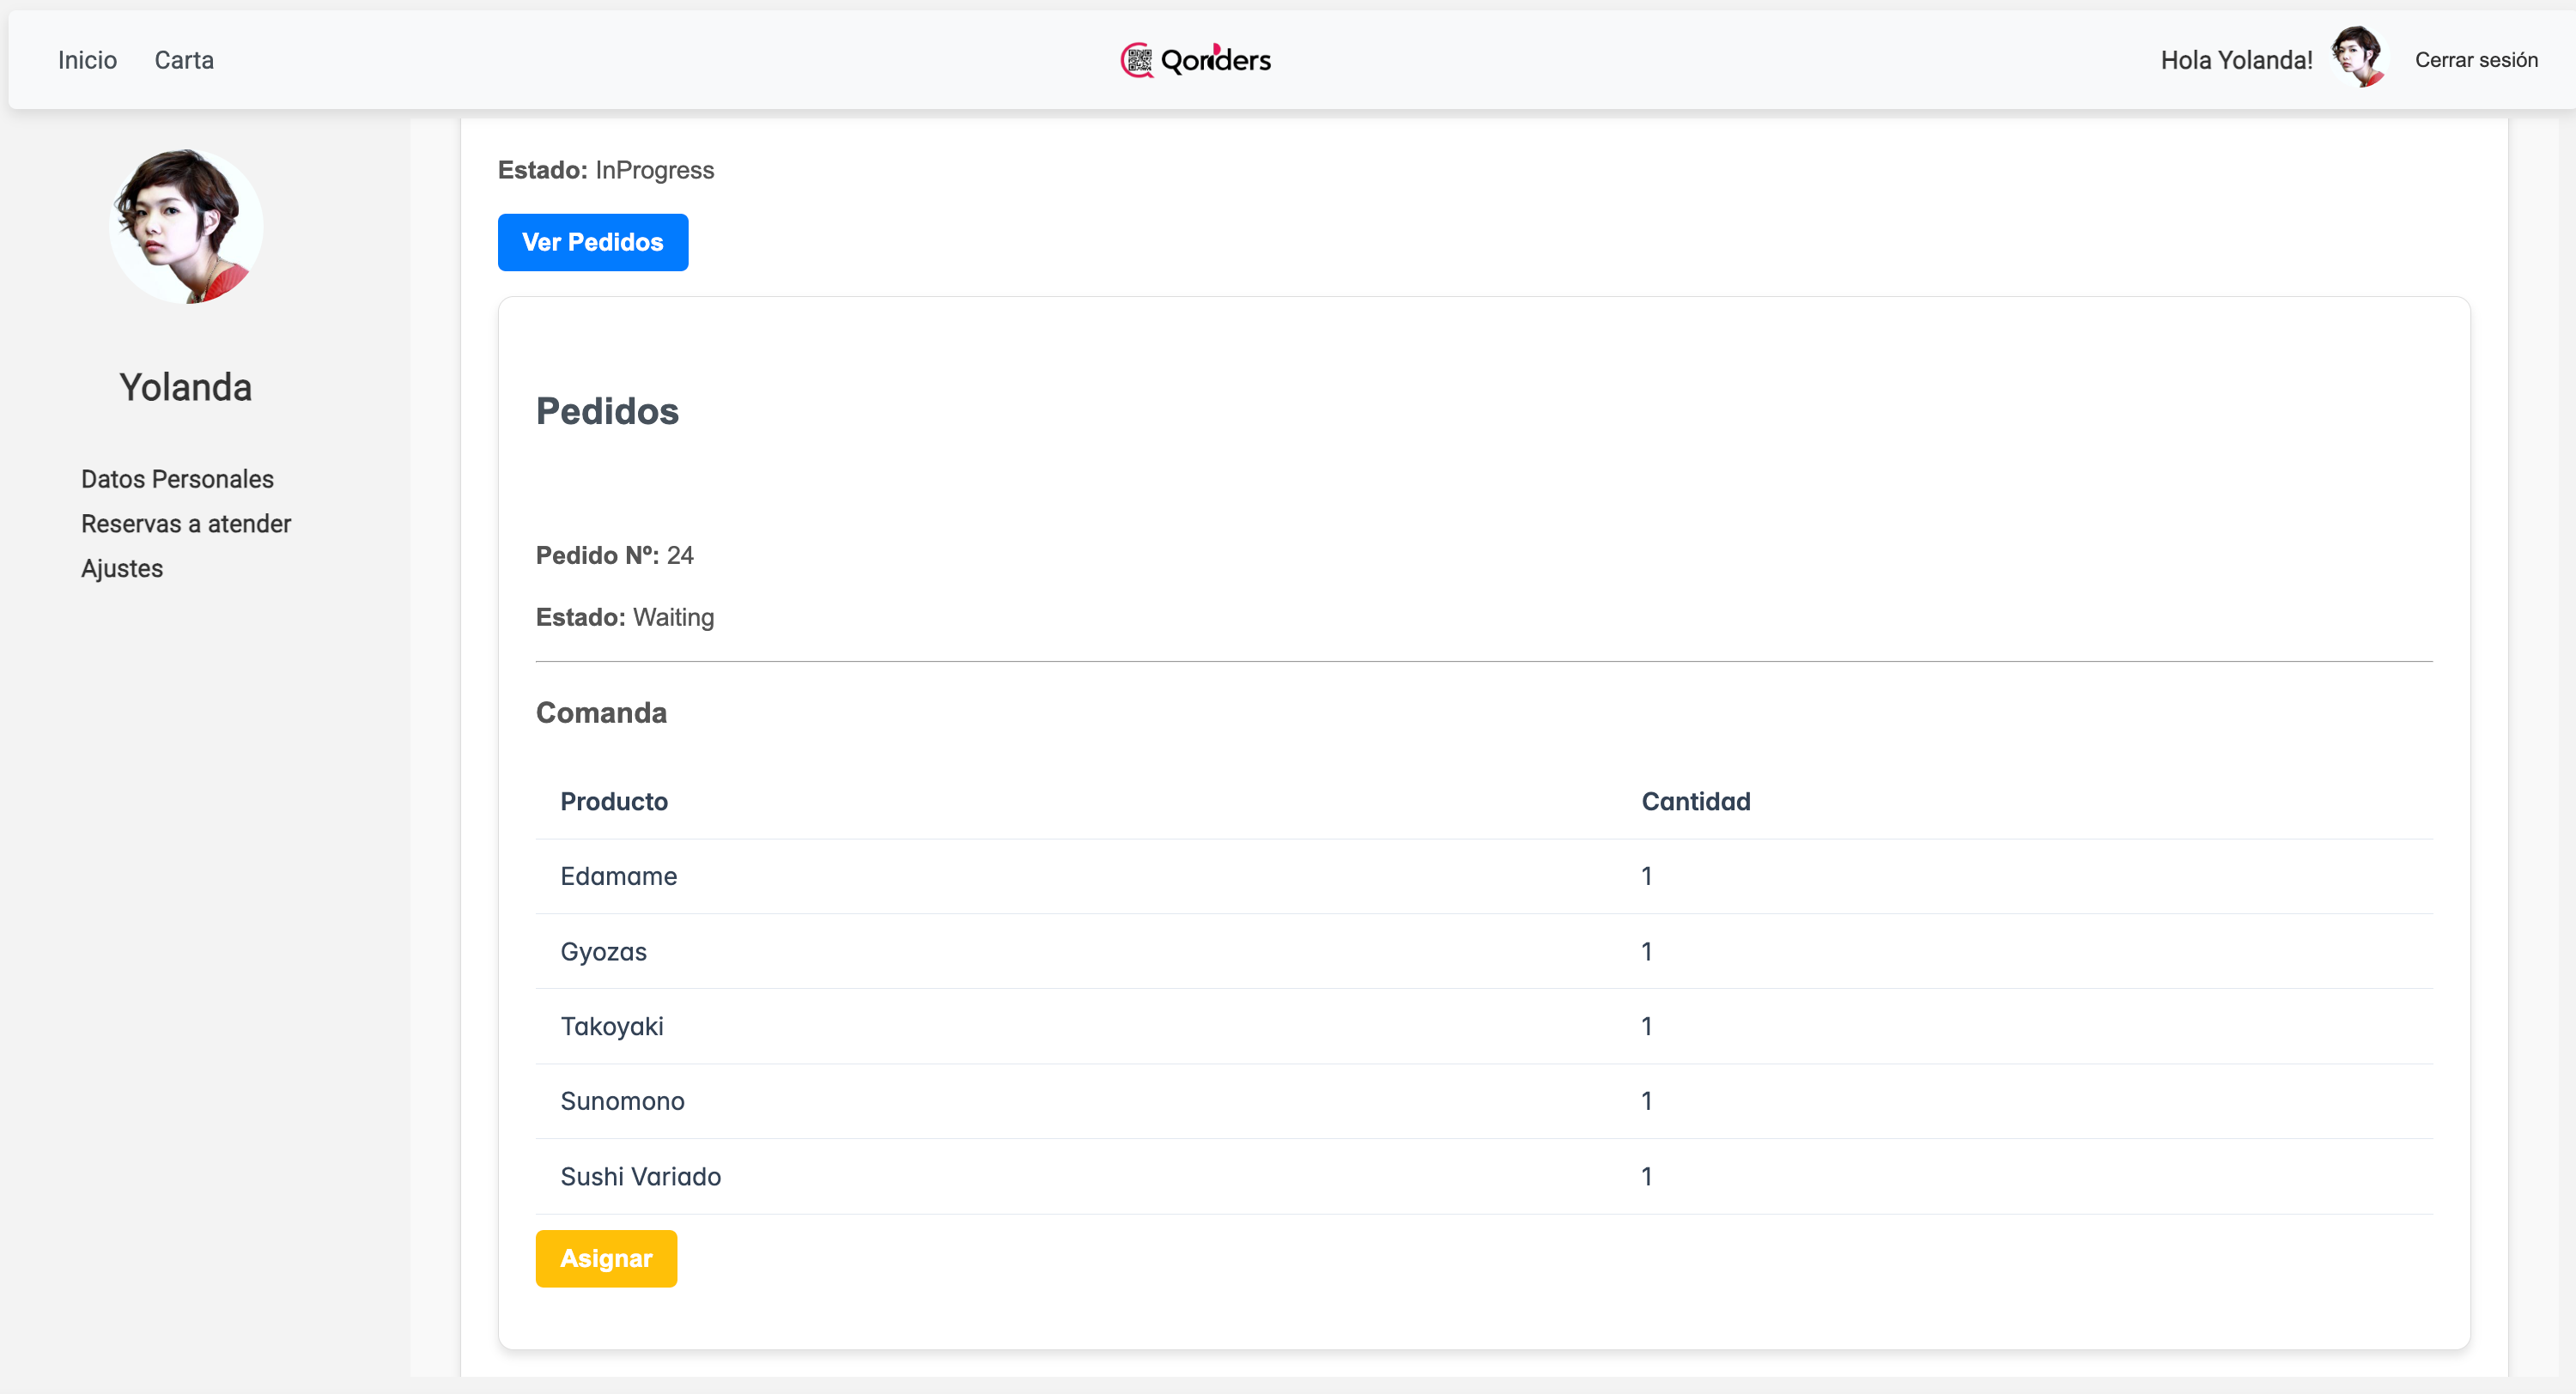 Inicio Carta Qorders Hola Yolanda! Cerrar sesión
Yolanda
Datos Personales
Reservas a atender
Ajustes
Estado: InProgress
Ver Pedidos
Pedidos
Pedido Nº: 24
Estado: Waiting
Comanda
Producto Cantidad
Edamame 1
Gyozas 1
Takoyaki 1
Sunomono 1
Sushi Variado 1
Asignar